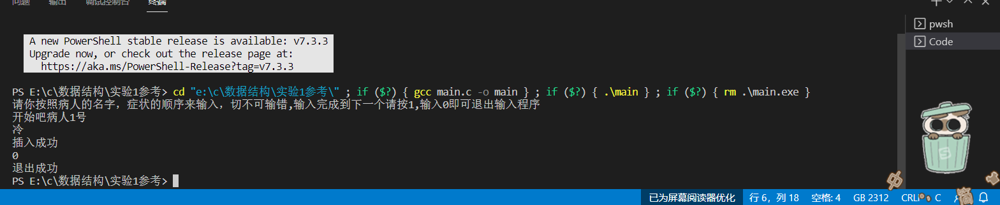 问题 输出 调试控制台 终端
A new PowerShell stable release is available: v7.3.3
Upgrade now, or check out the release page at:
https://aka.ms/PowerShell-Release?tag=v7.3.3
pwsh
Code
PS E:\c\数据结构\实验1参考> cd "e:\c\数据结构\实验1参考\" ; if ($?) { gcc main.c -o main } ; if ($?) { .\main } ; if ($?) { rm .\main.exe }
请你按照病人的名字，症状的顺序来输入，切不可输错,输入完成到下一个请按1,输入0即可退出输入程序
开始吧病人1号
冷
插入成功
0
退出成功
PS E:\c\数据结构\实验1参考>
中
已为屏幕阅读器优化 行 6，列 18 空格: 4 GB 2312 C